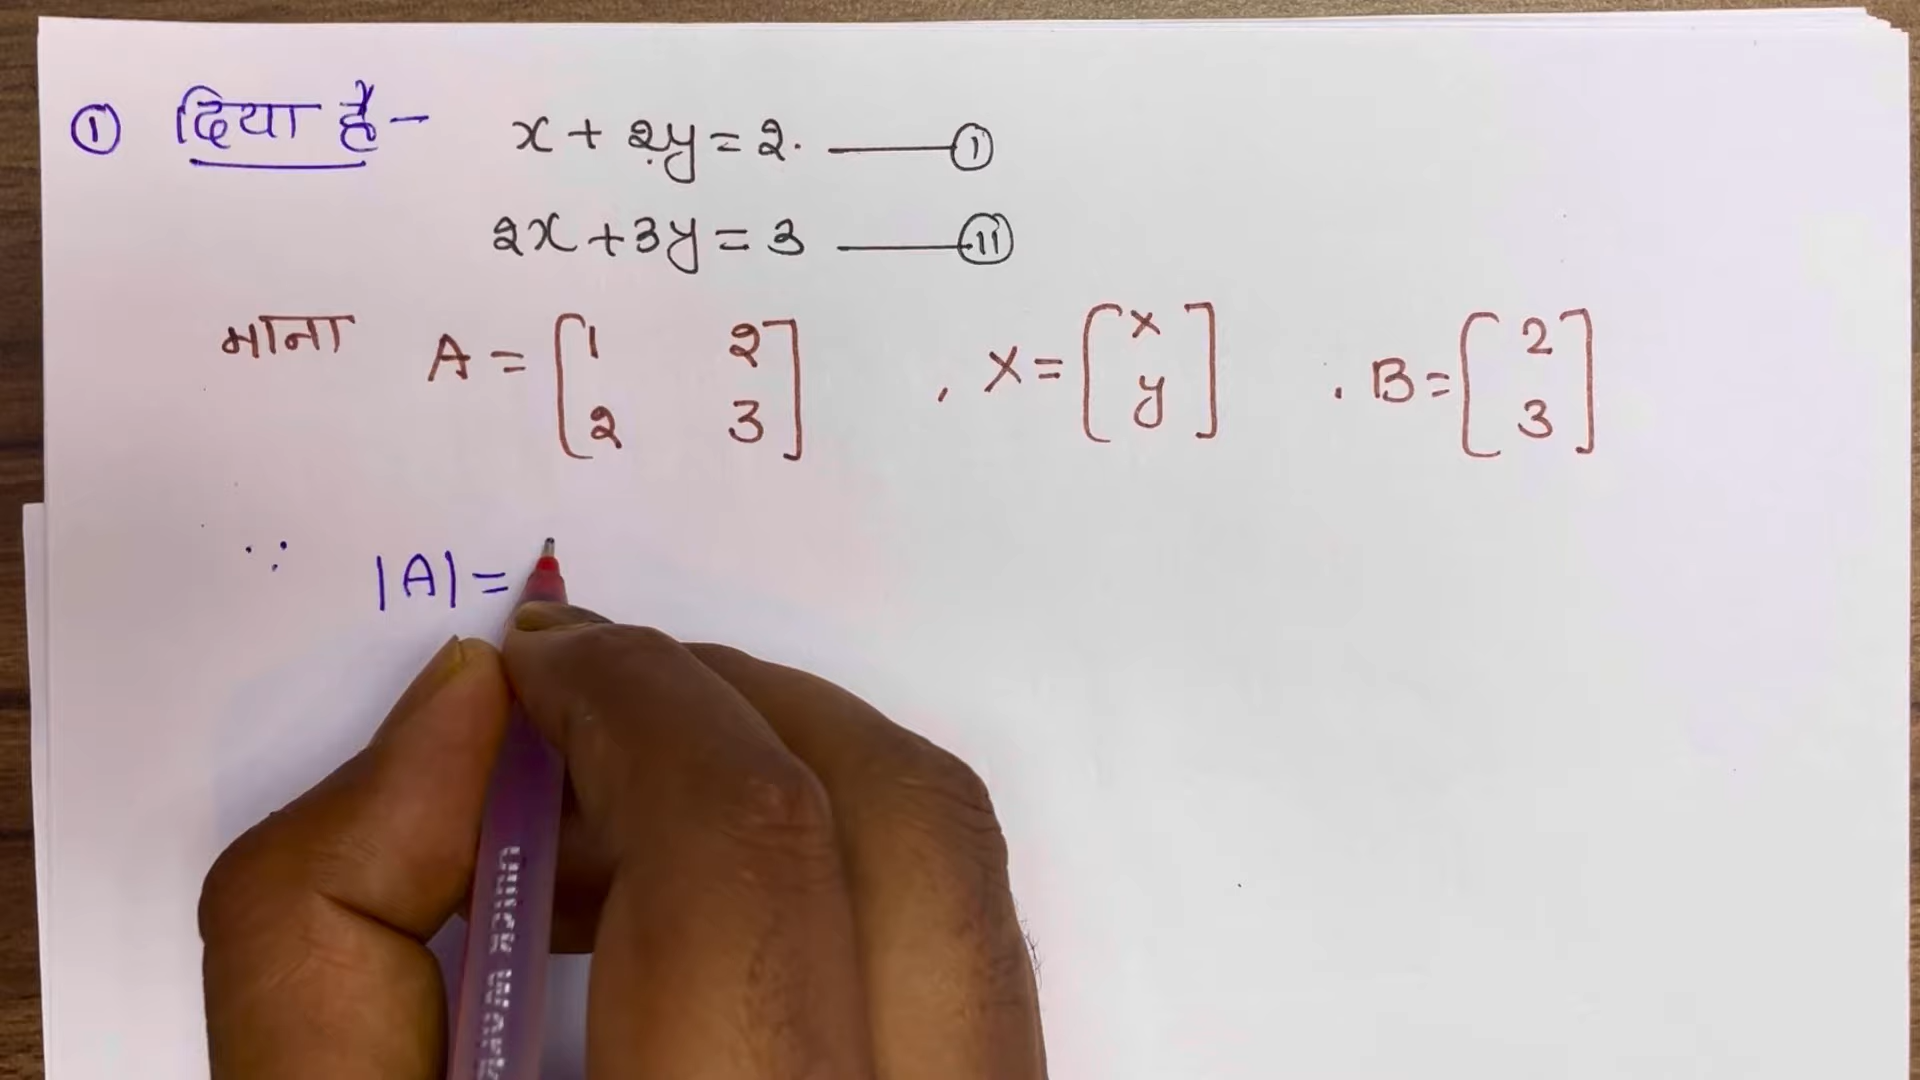 ① दिया है- x + 2y = 2. —— ①
2x + 3y = 3 —— ⑪
माना A = [1 2 , X = [x . B = [2
2 3] y] 3]
∵ |A| =